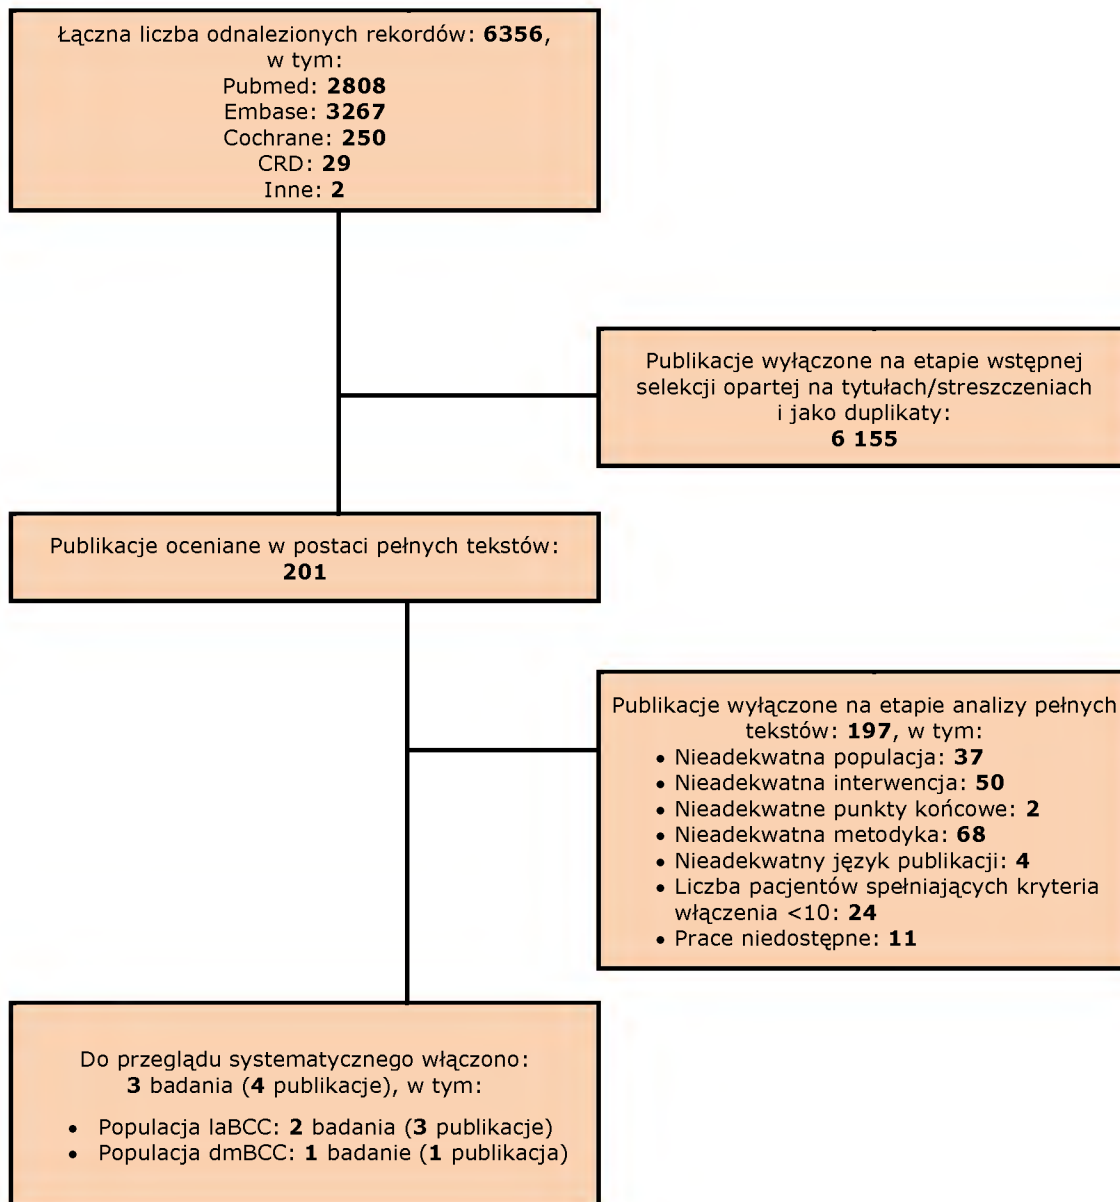 Łączna liczba odnalezionych rekordów: 6356,
w tym:
Pubmed: 2808
Embase: 3267
Cochrane: 250
CRD: 29
Inne: 2
Publikacje wyłączone na etapie wstępnej
selekcji opartej na tytułach/streszczeniach
i jako duplikaty:
6 155
Publikacje oceniane w postaci pełnych tekstów:
201
Publikacje wyłączone na etapie analizy pełnych
tekstów: 197, w tym:
• Nieadekwatna populacja: 37
• Nieadekwatna interwencja: 50
• Nieadekwatne punkty końcowe: 2
• Nieadekwatna metodyka: 68
• Nieadekwatny język publikacji: 4
• Liczba pacjentów spełniających kryteria
włączenia <10: 24
• Prace niedostępne: 11
Do przeglądu systematycznego włączono:
3 badania (4 publikacje), w tym:
• Populacja laBCC: 2 badania (3 publikacje)
• Populacja dmBCC: 1 badanie (1 publikacja)